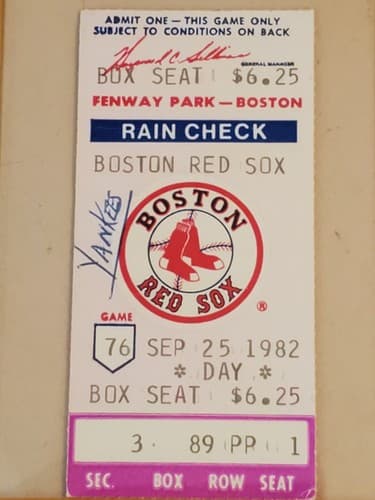 ADMIT ONE — THIS GAME ONLY
SUBJECT TO CONDITIONS ON BACK
GENERAL MANAGER
BOX SEAT $6.25
FENWAY PARK — BOSTON
RAIN CHECK
BOSTON RED SOX
YANKEES
BOSTON
RED SOX
®
GAME
76 SEP 25 1982
* DAY *
BOX SEAT $6.25
3 89 PP 1
SEC. BOX ROW SEAT